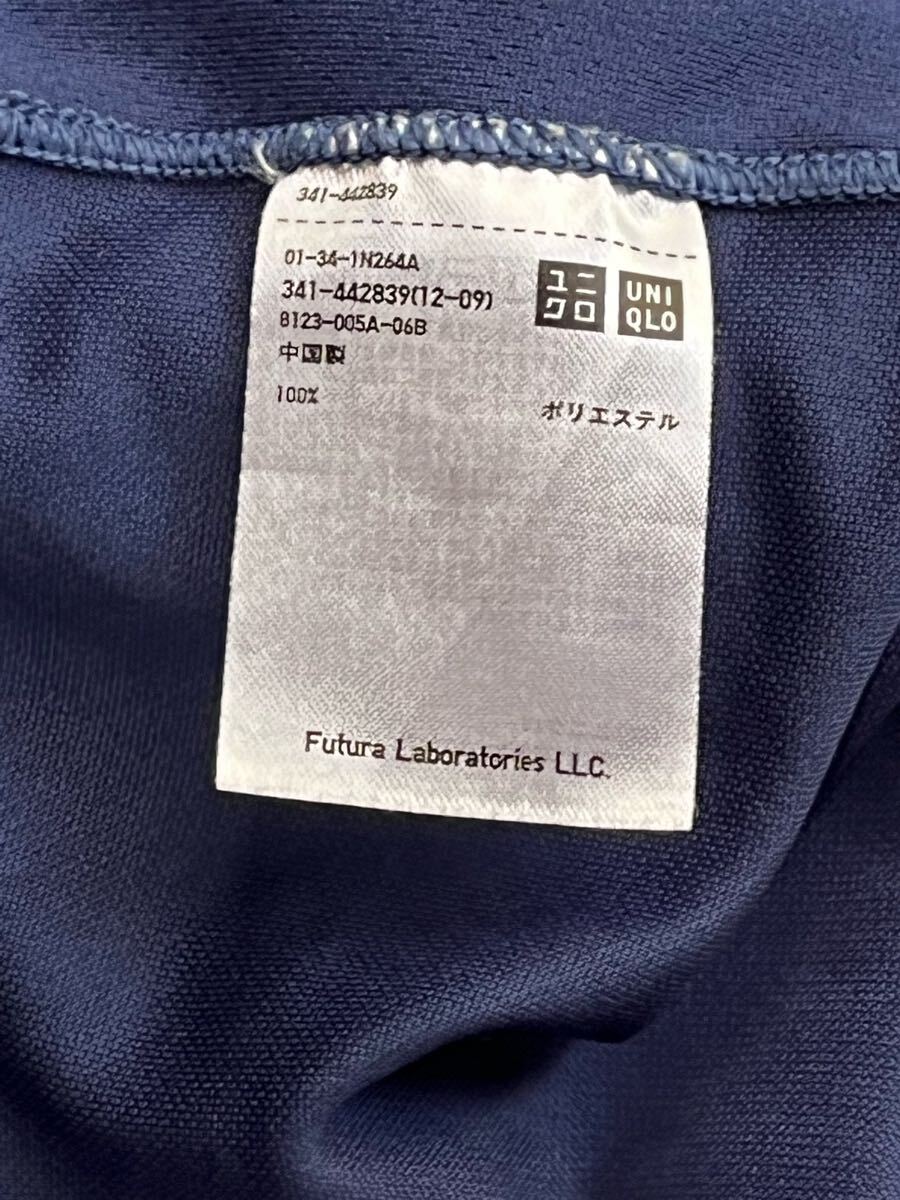 341-442839
01-34-1N264A
341-442839(12-09)
8123-005A-06B
中国製
ユニ
クロ
UNI
QLO
100% ポリエステル
Futura Laboratories LLC.